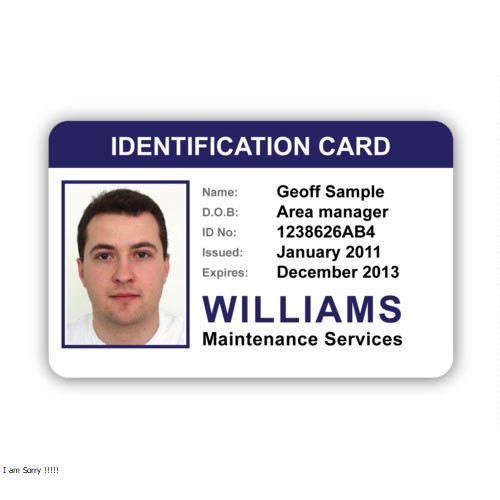 IDENTIFICATION CARD
Name: Geoff Sample
D.O.B: Area manager
ID No: 1238626AB4
Issued: January 2011
Expires: December 2013
WILLIAMS
Maintenance Services
I am Sorry !!!!!